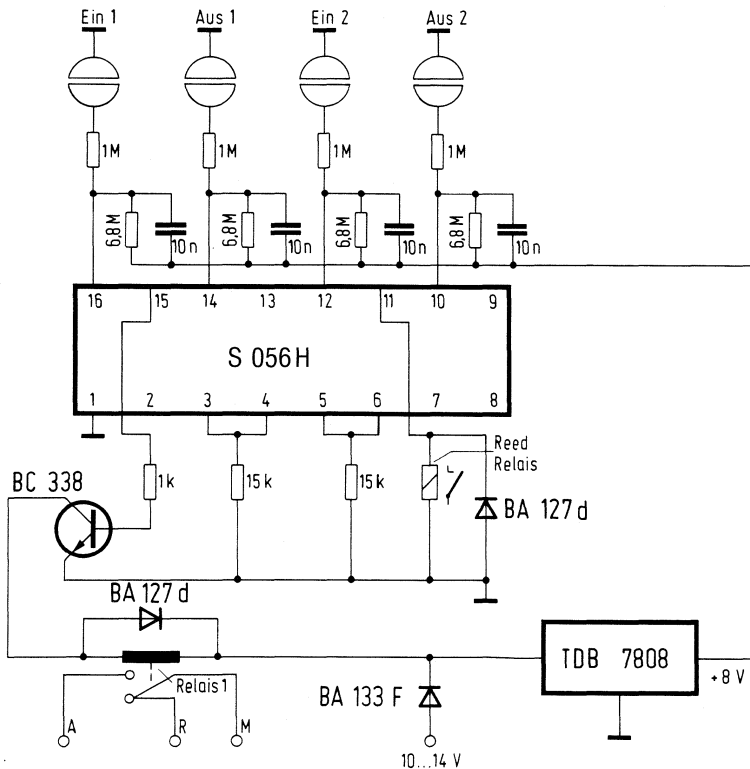 Ein 1 Aus 1 Ein 2 Aus 2
1M 1M 1M 1M
6,8M 10n 6,8M 10n 6,8M 10n 6,8M 10n
16 15 14 13 12 11 10 9
S 056H
1 2 3 4 5 6 7 8
Reed
Relais
BC 338 1k 15k 15k
BA 127d
BA 127d
TDB 7808
+8 V
Relais 1
BA 133 F
A R M
10...14 V